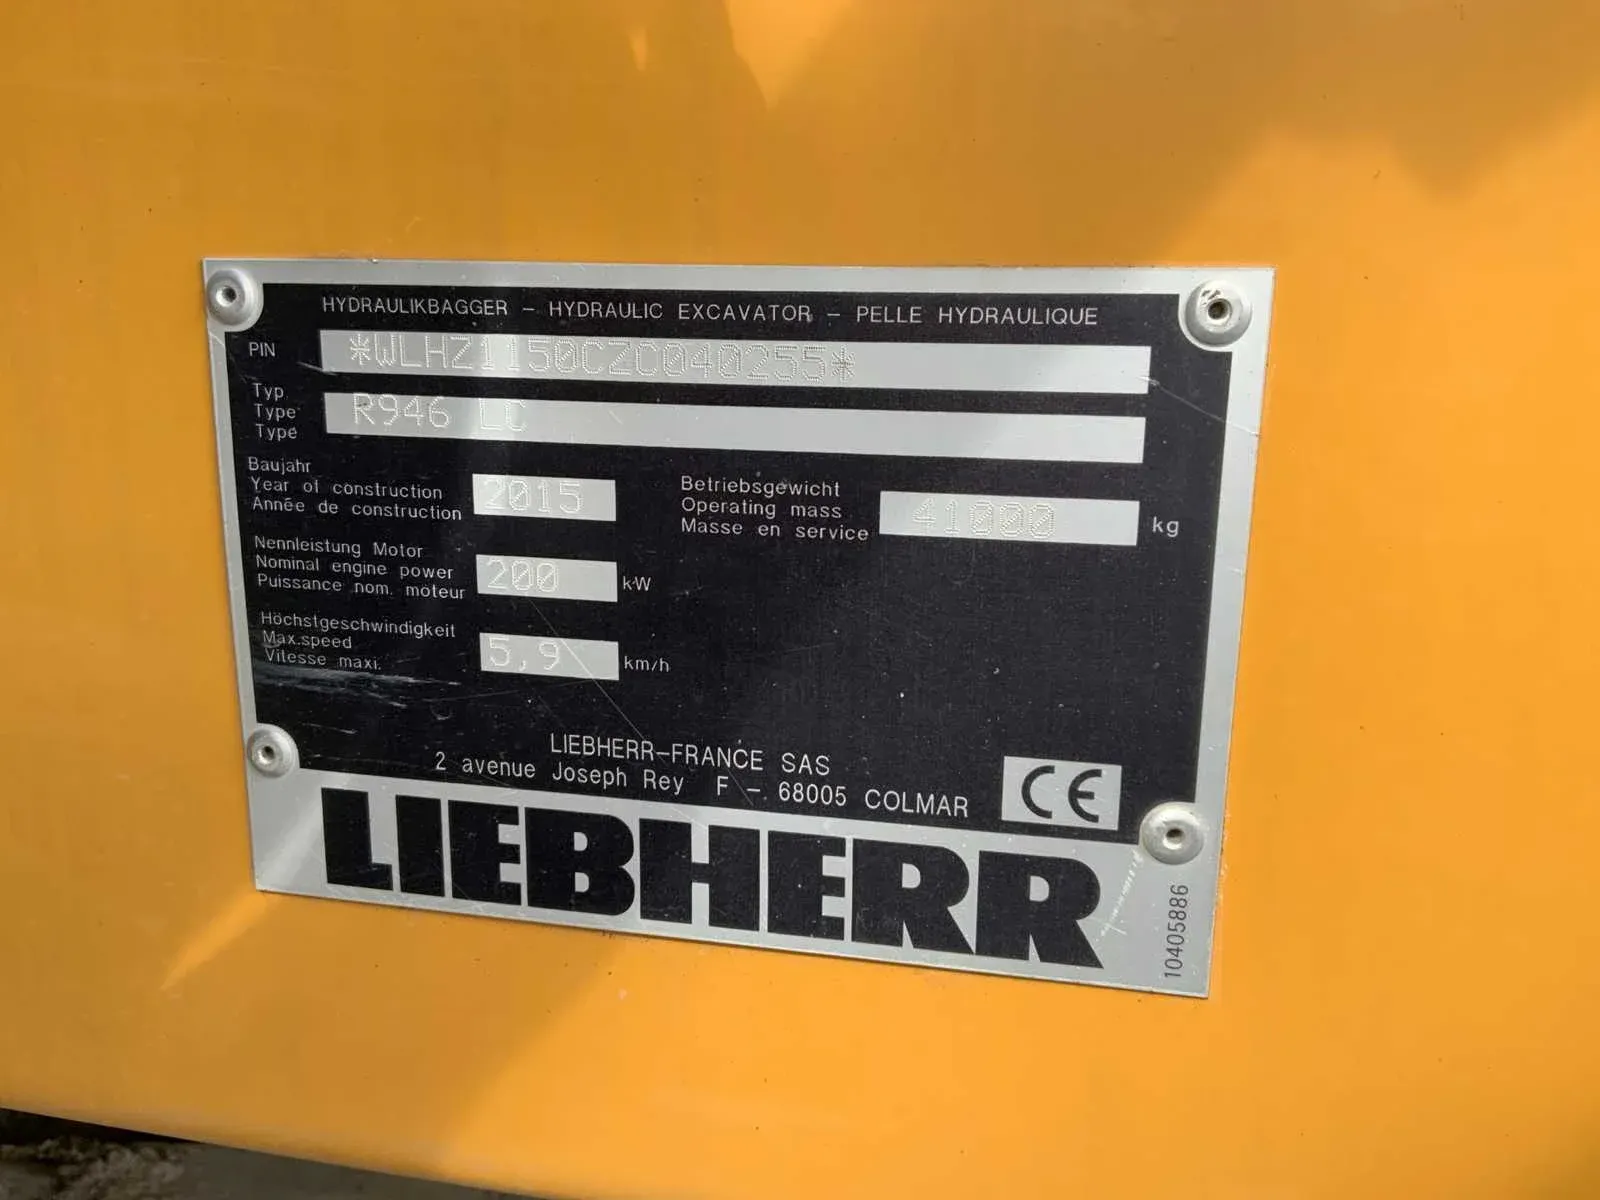 HYDRAULIKBAGGER – HYDRAULIC EXCAVATOR – PELLE HYDRAULIQUE
PIN *WLHZ1150CZC040255*
Typ
Type R946 LC
Type
Baujahr
Year of construction 2015
Année de construction
Betriebsgewicht
Operating mass 41000 kg
Masse en service
Nennleistung Motor
Nominal engine power 200 kW
Puissance nom. moteur
Höchstgeschwindigkeit
Max.speed 5,9 km/h
Vitesse maxi.
LIEBHERR–FRANCE SAS
2 avenue Joseph Rey F – 68005 COLMAR
CE
LIEBHERR
10405886